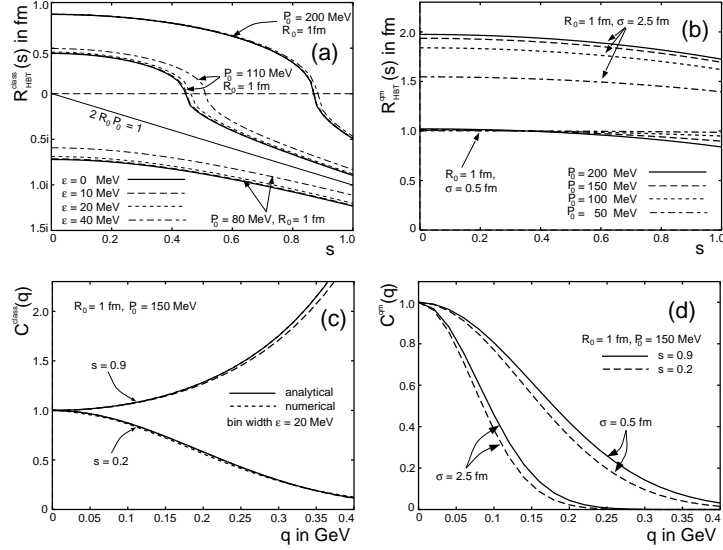 1.0
0.5
0
0.5i
1.0i
1.5i
R_HBT^class(s) in fm
P₀ = 200 MeV
R₀ = 1fm
(a)
P₀ = 110 MeV
R₀ = 1 fm
2 R₀ P₀ = 1
ε = 0 MeV
ε = 10 MeV
ε = 20 MeV
ε = 40 MeV
P₀ = 80 MeV, R₀ = 1 fm
0.0 0.2 0.4 0.6 0.8 1.0
s
2.0
1.5
1.0
0.5
0.0
R_HBT^qm(s) in fm
R₀ = 1 fm, σ = 2.5 fm
(b)
R₀ = 1 fm,
σ = 0.5 fm
P₀ = 200 MeV
P₀ = 150 MeV
P₀ = 100 MeV
P₀ = 50 MeV
0.0 0.2 0.4 0.6 0.8 1.0
s
2.0
1.5
1.0
0.5
C^class(q)
R₀ = 1 fm, P₀ = 150 MeV
(c)
s = 0.9
analytical
numerical
bin width ε = 20 MeV
s = 0.2
0 0.05 0.1 0.15 0.2 0.25 0.3 0.35 0.4
q in GeV
1.0
0.8
0.6
0.4
0.2
0.0
C^qm(q)
(d)
R₀ = 1 fm, P₀ = 150 MeV
s = 0.9
s = 0.2
σ = 0.5 fm
σ = 2.5 fm
0 0.05 0.1 0.15 0.2 0.25 0.3 0.35 0.4
q in GeV